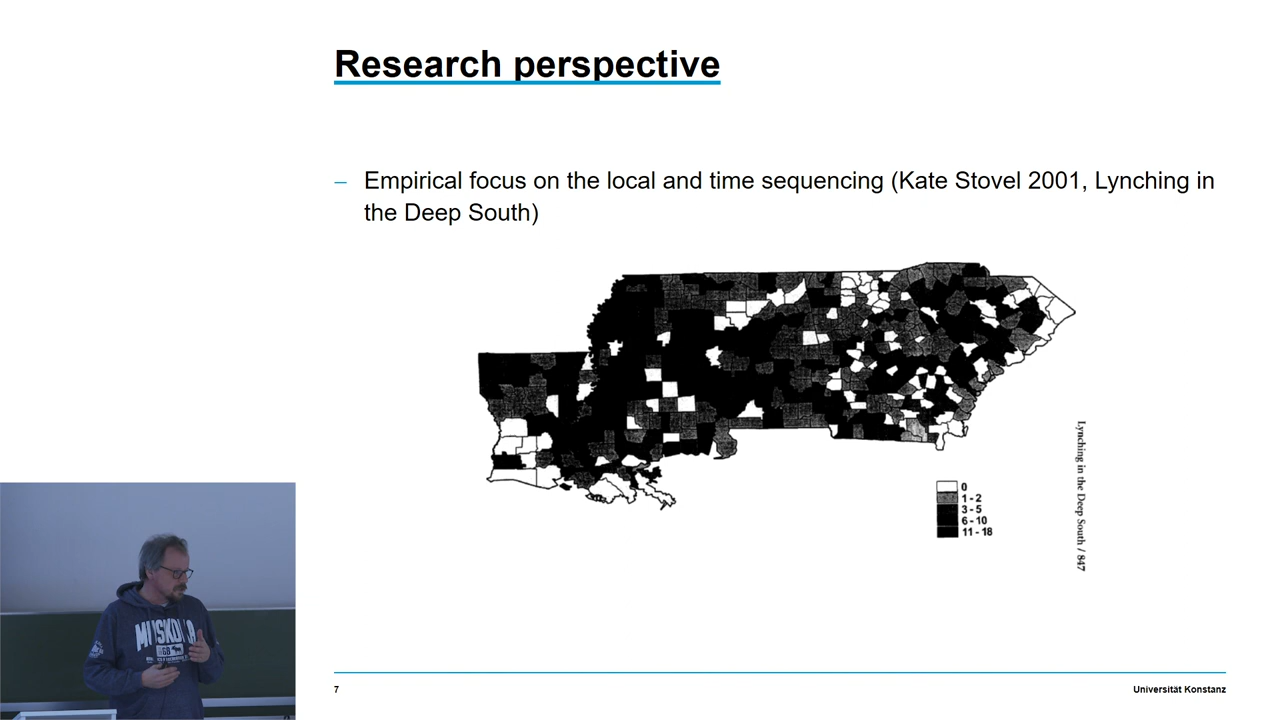 Research perspective
– Empirical focus on the local and time sequencing (Kate Stovel 2001, Lynching in
the Deep South)
0
1 - 2
3 - 5
6 - 10
11 - 18
Lynching in the Deep South / 847
MUSKOKA
7
Universität Konstanz